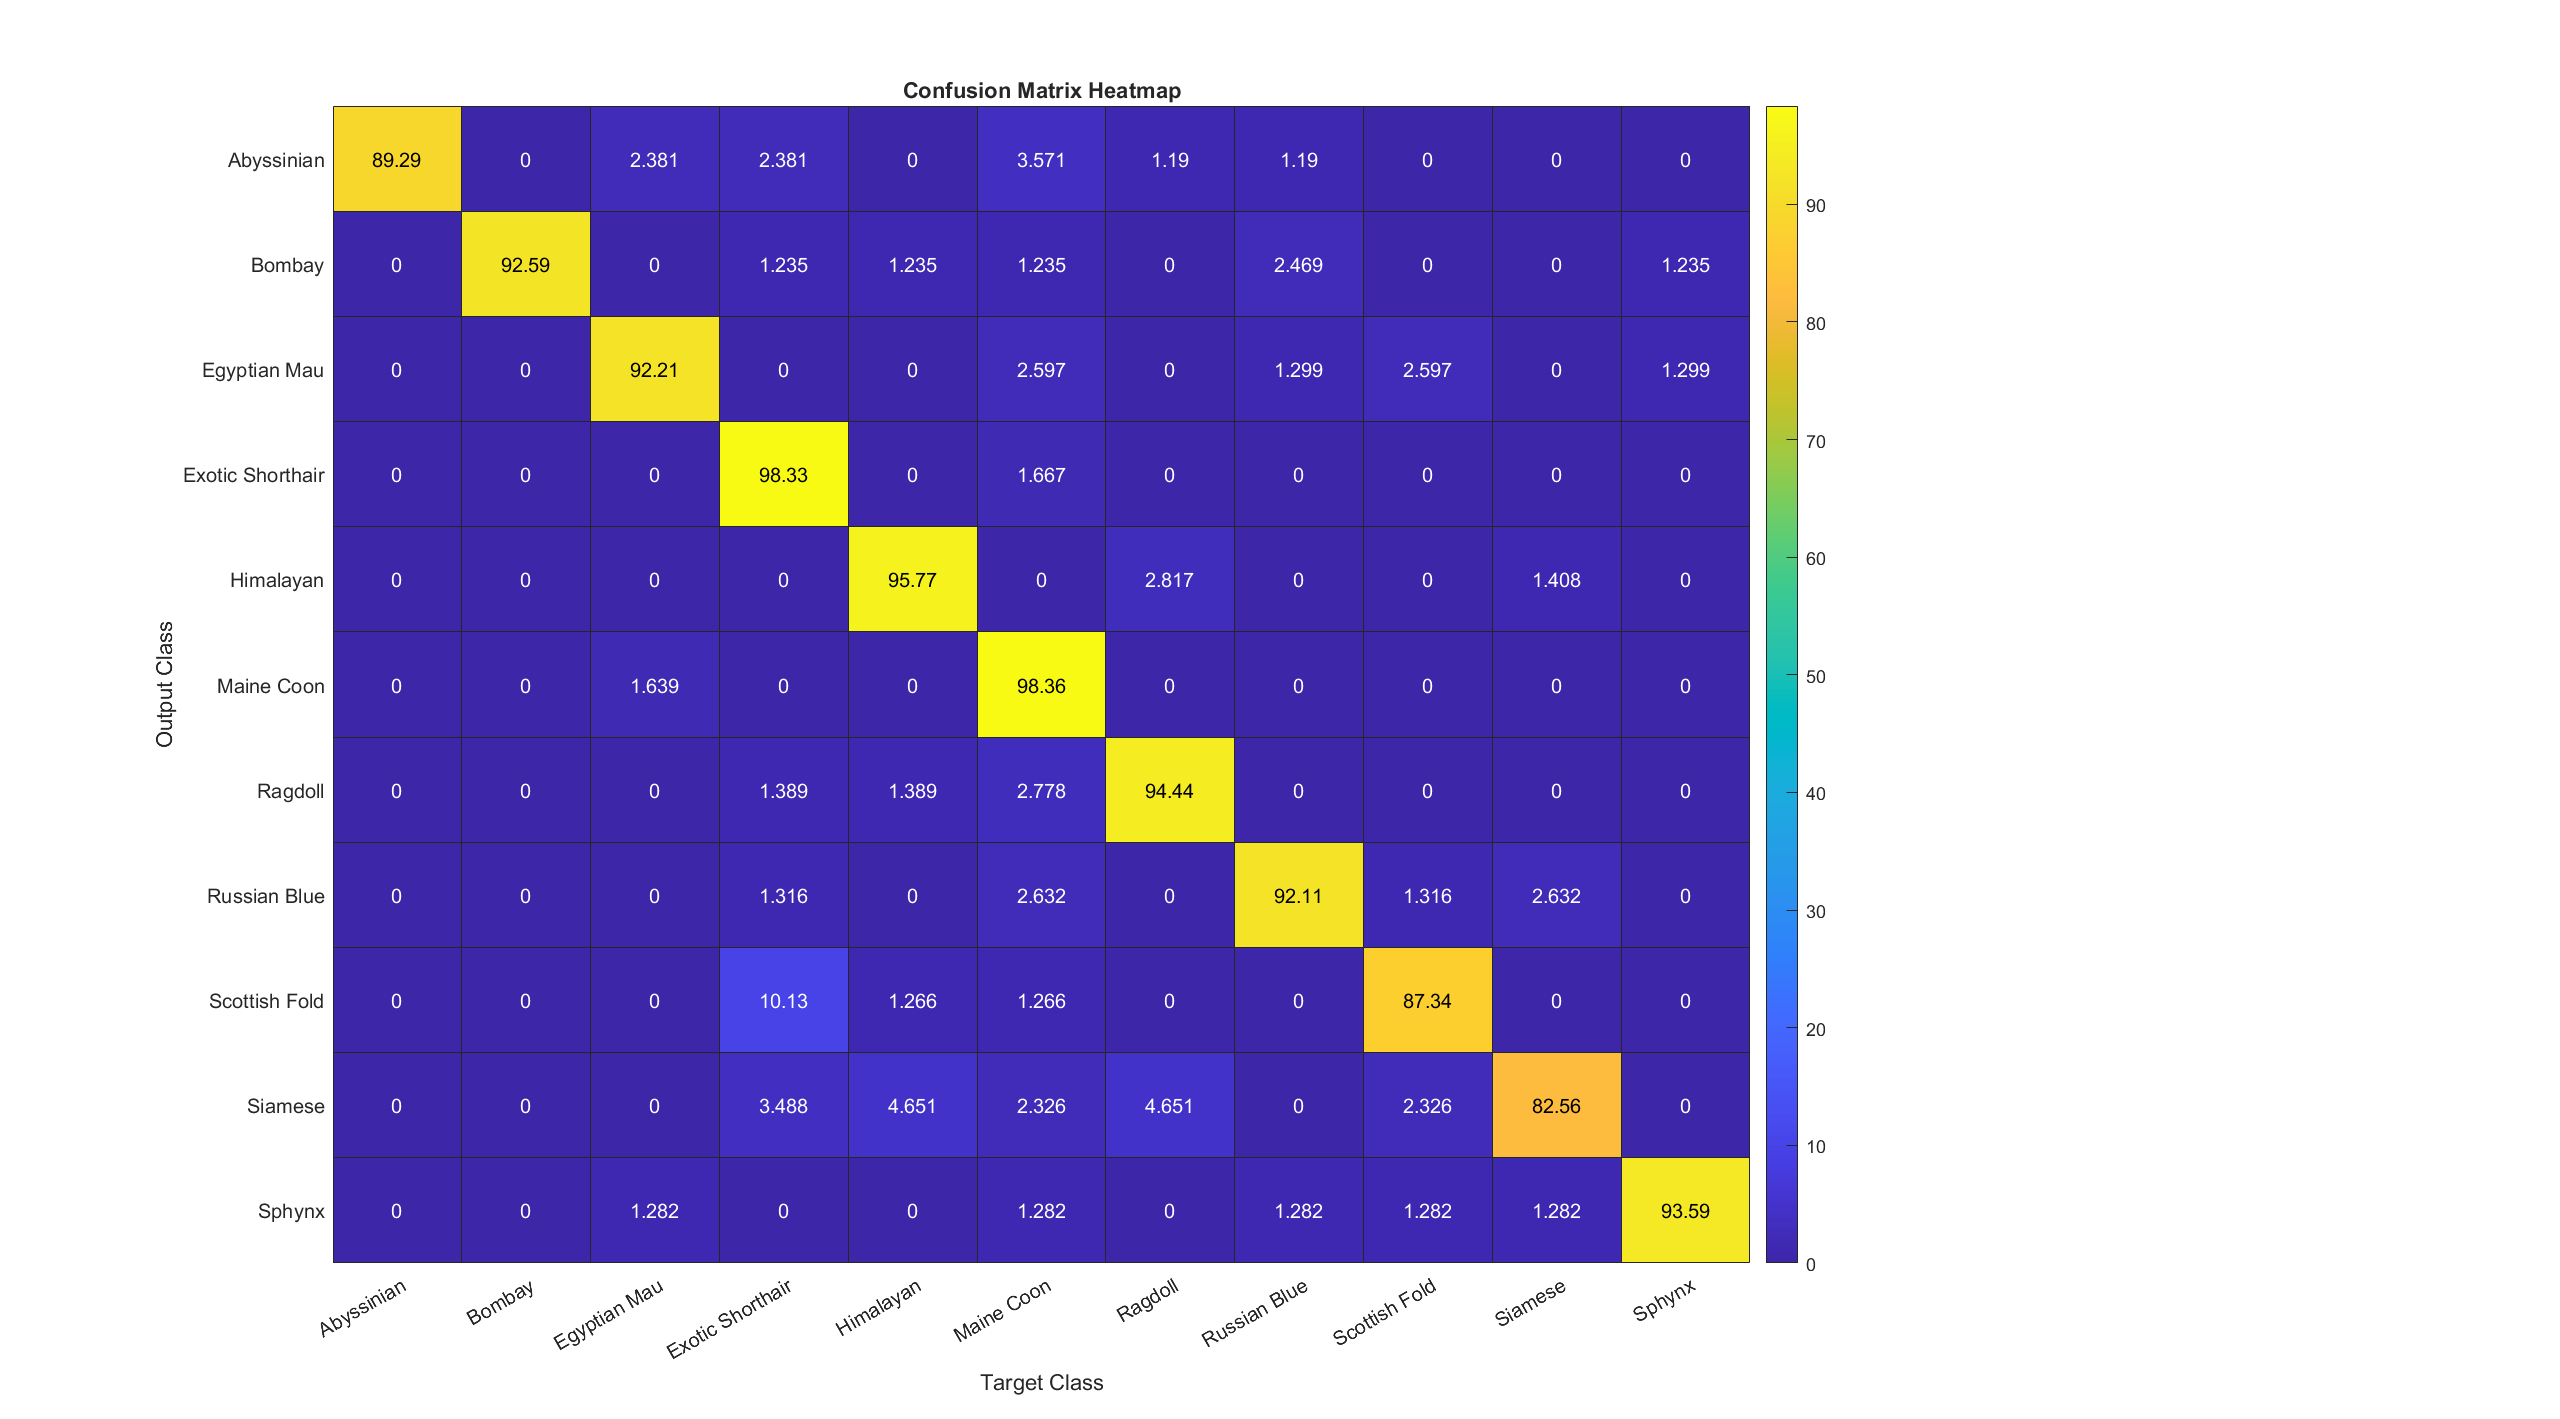 Confusion Matrix Heatmap
Abyssinian 89.29 0 2.381 2.381 0 3.571 1.19 1.19 0 0 0
Bombay 0 92.59 0 1.235 1.235 1.235 0 2.469 0 0 1.235
Egyptian Mau 0 0 92.21 0 0 2.597 0 1.299 2.597 0 1.299
Exotic Shorthair 0 0 0 98.33 0 1.667 0 0 0 0 0
Himalayan 0 0 0 0 95.77 0 2.817 0 0 1.408 0
Maine Coon 0 0 1.639 0 0 98.36 0 0 0 0 0
Ragdoll 0 0 0 1.389 1.389 2.778 94.44 0 0 0 0
Russian Blue 0 0 0 1.316 0 2.632 0 92.11 1.316 2.632 0
Scottish Fold 0 0 0 10.13 1.266 1.266 0 0 87.34 0 0
Siamese 0 0 0 3.488 4.651 2.326 4.651 0 2.326 82.56 0
Sphynx 0 0 1.282 0 0 1.282 0 1.282 1.282 1.282 93.59
Output Class
Abyssinian Bombay Egyptian Mau Exotic Shorthair Himalayan Maine Coon Ragdoll Russian Blue Scottish Fold Siamese Sphynx
Target Class
90
80
70
60
50
40
30
20
10
0